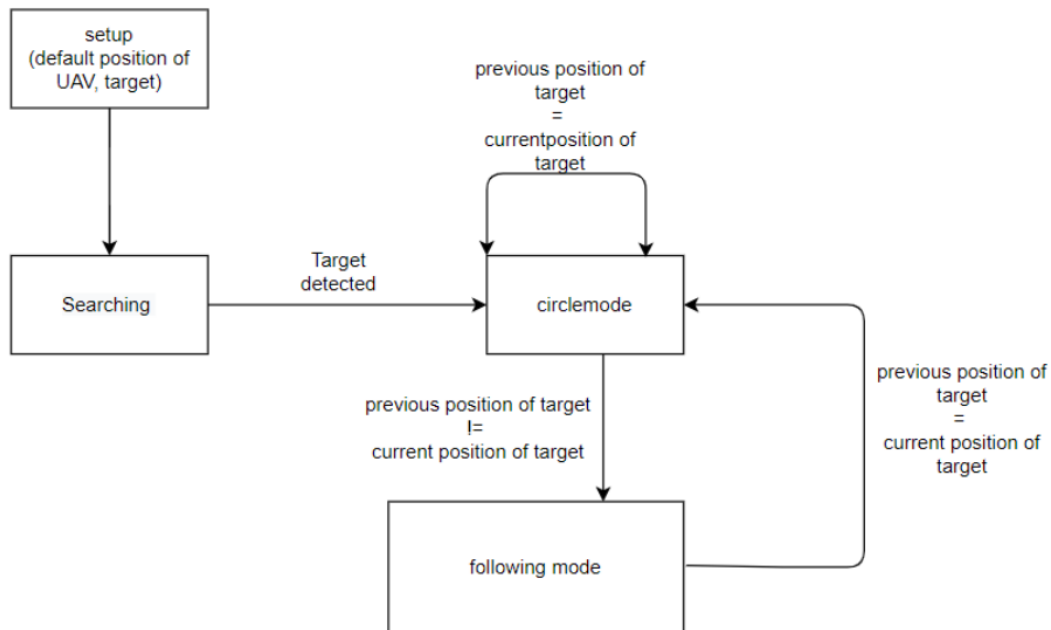 setup
(default position of
UAV, target)
previous position of
target
=
currentposition of
target
Searching
Target
detected
circlemode
previous position of target
!=
current position of target
previous position of
target
=
current position of
target
following mode